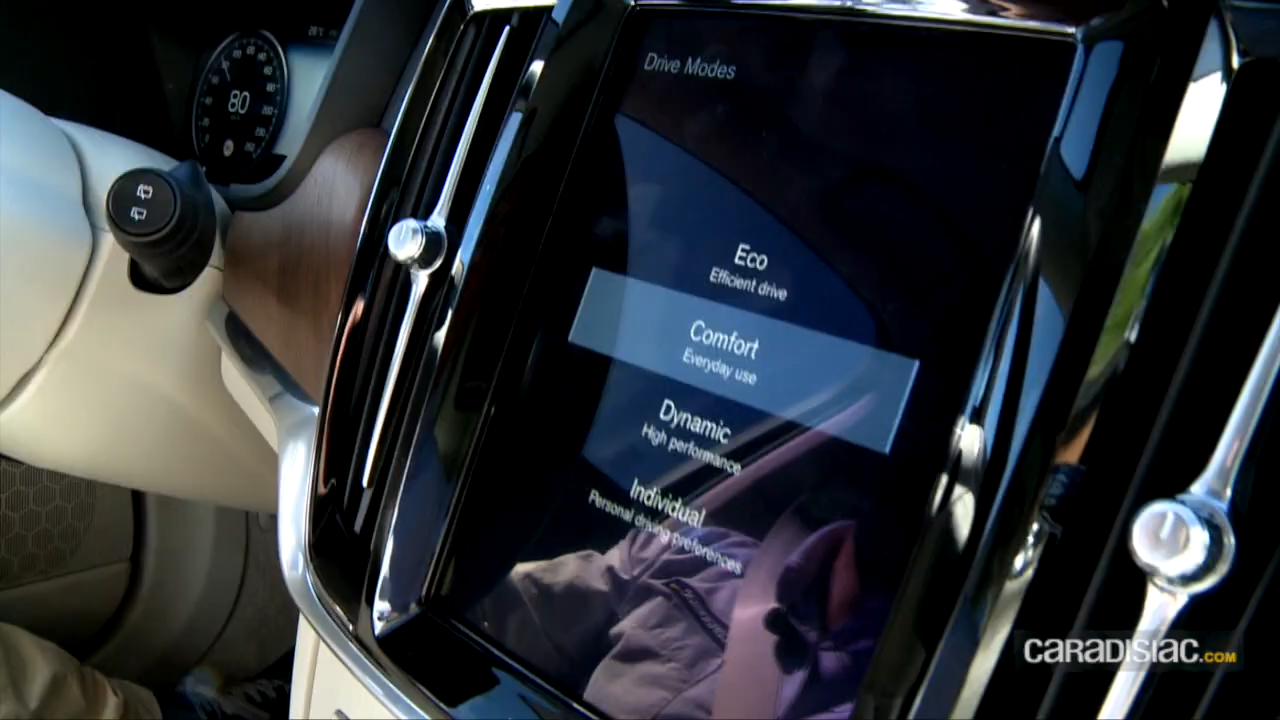 Drive Modes
80
Eco
Efficient drive
Comfort
Everyday use
Dynamic
High performance
Individual
Personal driving preferences
CARADISIAC.COM